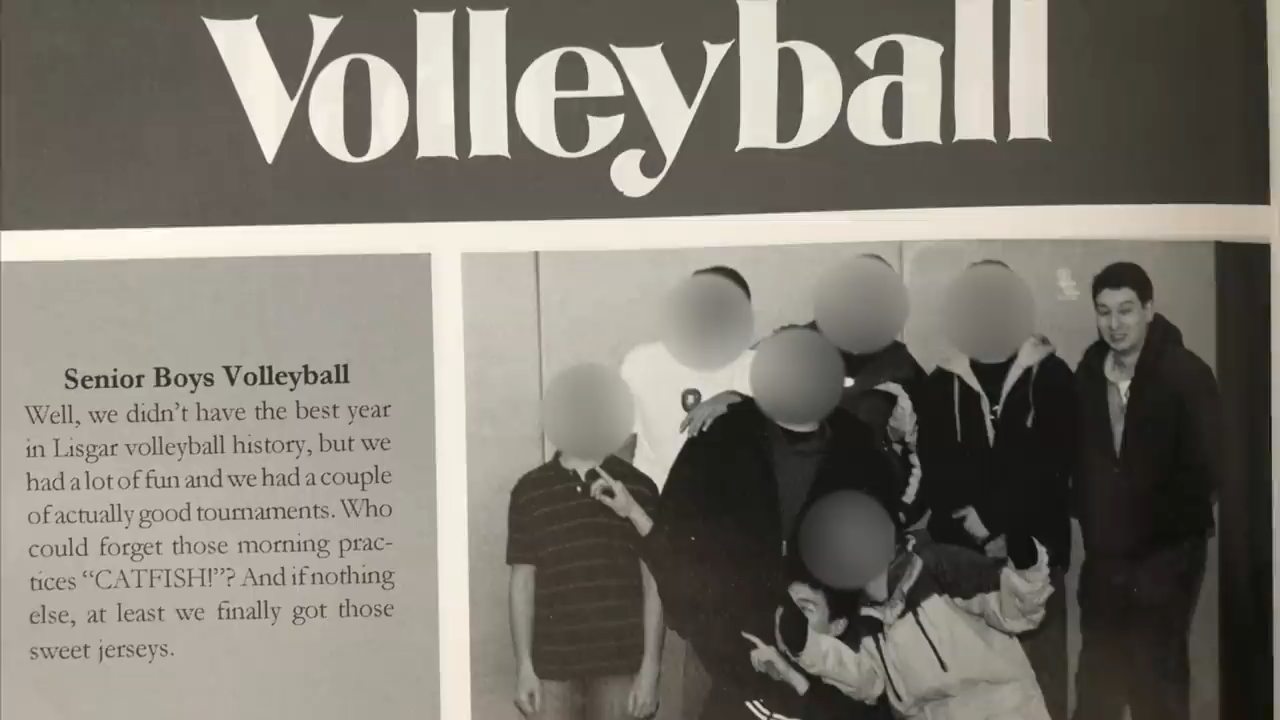 Volleyball
Senior Boys Volleyball
Well, we didn't have the best year
in Lisgar volleyball history, but we
had a lot of fun and we had a couple
of actually good tournaments. Who
could forget those morning prac-
tices "CATFISH!"? And if nothing
else, at least we finally got those
sweet jerseys.